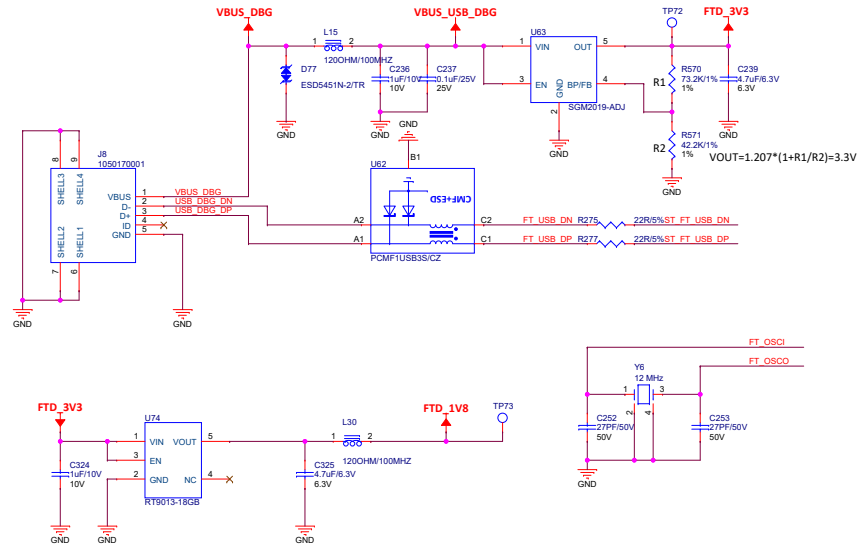 VBUS_DBG
VBUS_USB_DBG
TP72
FTD_3V3
L15
1 2
120OHM/100MHZ
D77
ESD5451N-2/TR
C236
1uF/10V
10V
C237
0.1uF/25V
25V
GND
U63
1 VIN OUT 5
3 EN BP/FB 4
GND
2
SGM2019-ADJ
GND
R1
R570
73.2K/1%
1%
C239
4.7uF/6.3V
6.3V
GND
R2
R571
42.2K/1%
1%
GND
VOUT=1.207*(1+R1/R2)=3.3V
J8
1050170001
8 9
SHELL3
SHELL4
SHELL2
SHELL1
7 6
VBUS 1 VBUS_DBG
D- 2 USB_DBG_DN
D+ 3 USB_DBG_DP
ID 4
GND 5
GND
GND
GND
U62
B1
CMF+ESD
A2 C2 FT_USB_DN R275 22R/5% ST_FT_USB_DN
A1 C1 FT_USB_DP R277 22R/5% ST_FT_USB_DP
PCMF1USB3S/CZ
FTD_3V3
U74
1 VIN VOUT 5
3 EN
2 GND NC 4
RT9013-18GB
C324
1uF/10V
10V
GND
GND
L30
1 2
120OHM/100MHZ
FTD_1V8
TP73
C325
4.7uF/6.3V
6.3V
GND
FT_OSCI
FT_OSCO
Y6
12 MHz
1 3
2 4
C252
27PF/50V
50V
C253
27PF/50V
50V
GND